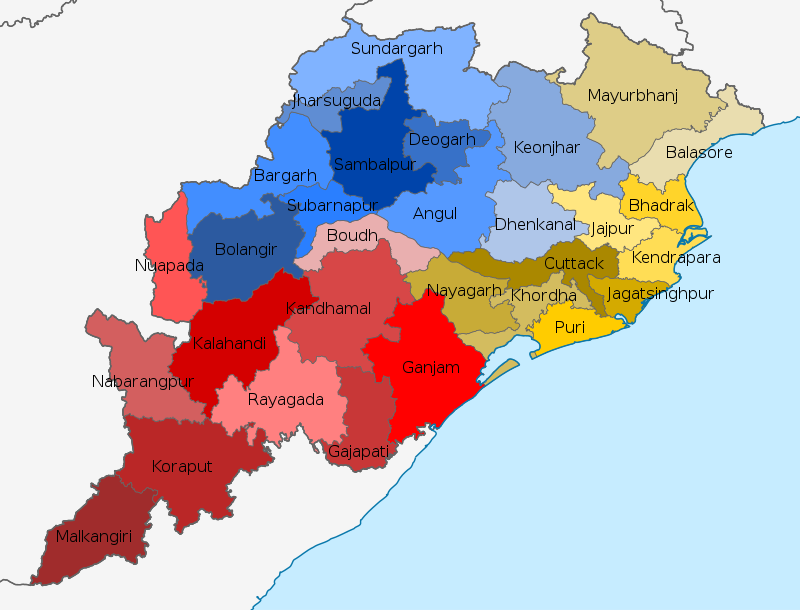 Sundargarh
Mayurbhanj
Jharsuguda
Deogarh
Keonjhar
Balasore
Sambalpur
Bargarh
Subarnapur
Bhadrak
Angul
Dhenkanal
Jajpur
Boudh
Bolangir
Kendrapara
Nuapada
Cuttack
Nayagarh
Khordha
Jagatsinghpur
Kandhamal
Puri
Kalahandi
Ganjam
Nabarangpur
Rayagada
Gajapati
Koraput
Malkangiri